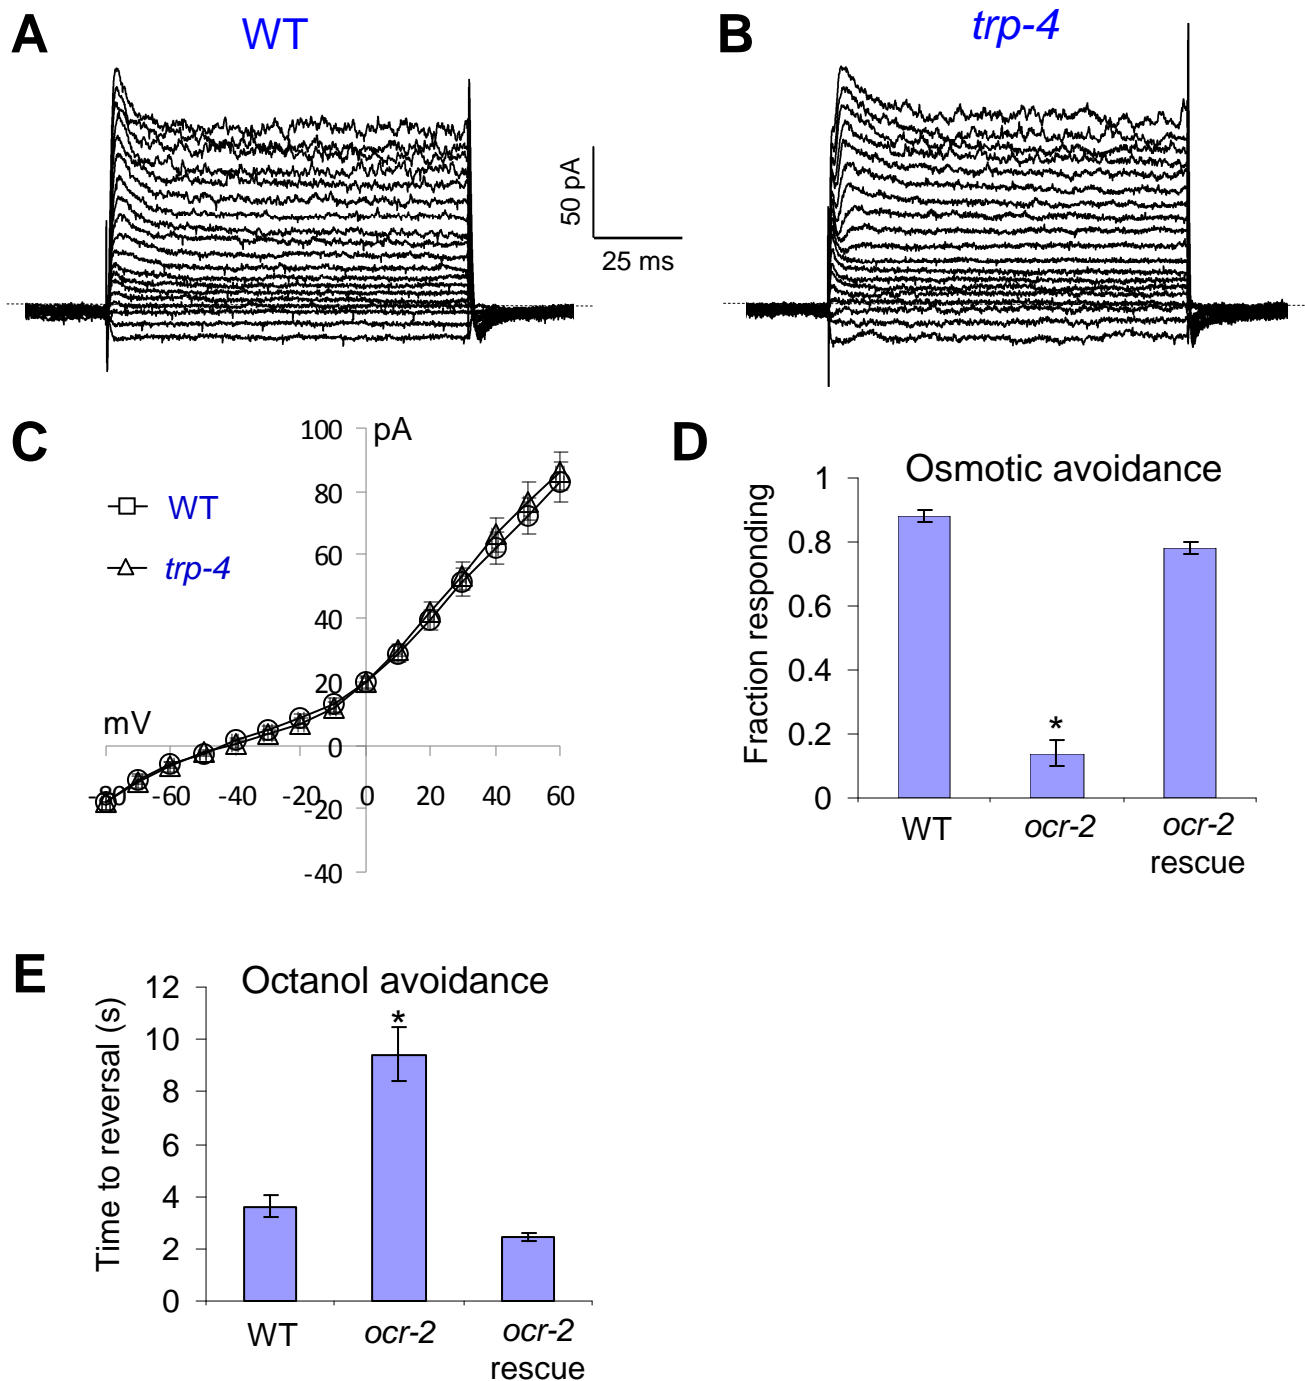 A
WT
B
trp-4
50 pA
25 ms
C
pA
100
80
60
40
20
0
-20
-40
mV
-80
-60
-40
-20
0
20
40
60
WT
trp-4
D
Osmotic avoidance
Fraction responding
1
0.8
0.6
0.4
0.2
0
*
WT
ocr-2
ocr-2
rescue
E
Octanol avoidance
Time to reversal (s)
12
10
8
6
4
2
0
*
WT
ocr-2
ocr-2
rescue